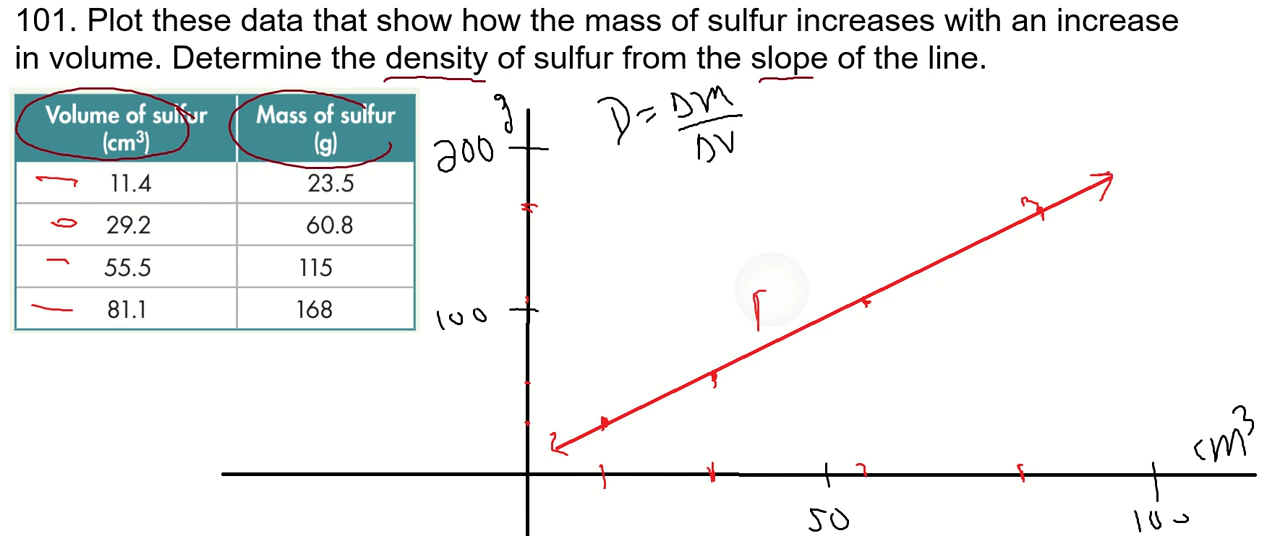 101. Plot these data that show how the mass of sulfur increases with an increase
in volume. Determine the density of sulfur from the slope of the line.
Volume of sulfur (cm³) Mass of sulfur (g)
11.4 23.5
29.2 60.8
55.5 115
81.1 168
g
D = ΔM
ΔV
200
100
cm³
50
100